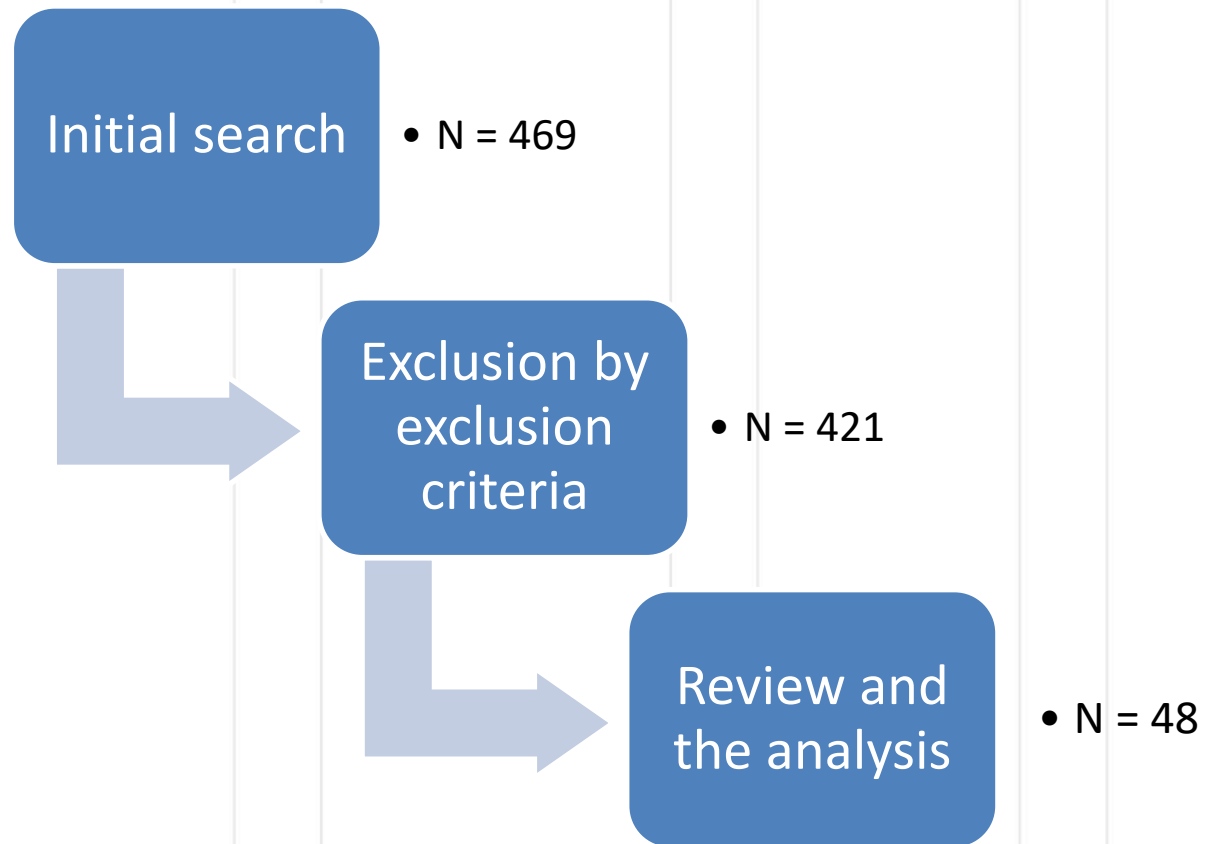 Initial search
• N = 469
Exclusion by
exclusion
criteria
• N = 421
Review and
the analysis
• N = 48